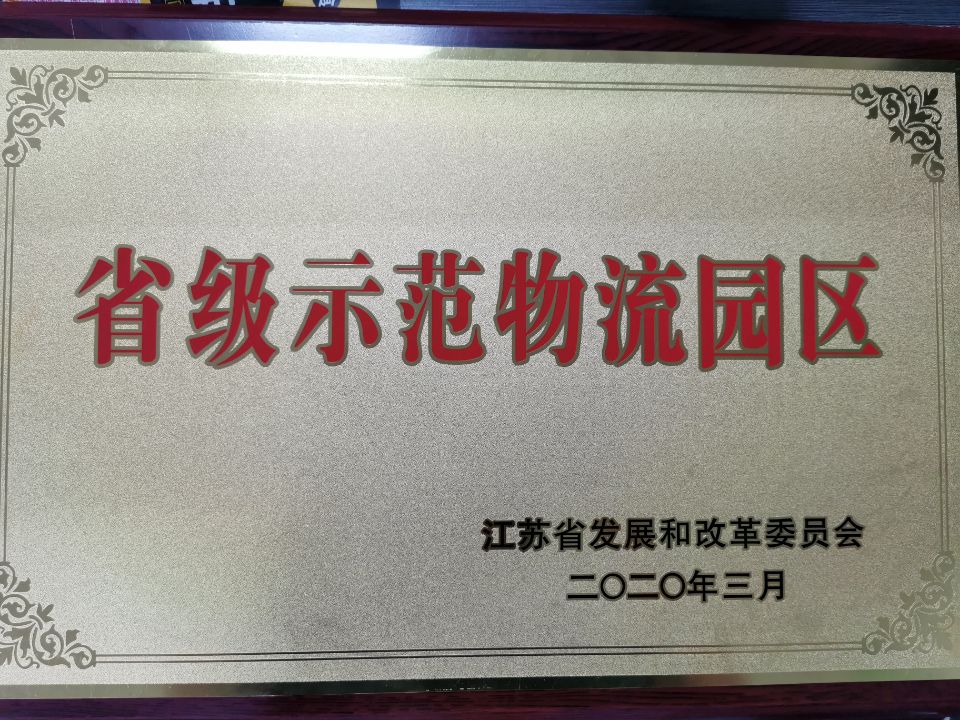 省级示范物流园区
江苏省发展和改革委员会
二〇二〇年三月